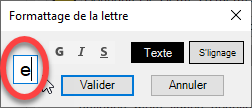 Formattage de la lettre
e
G I S Texte S'lignage
Valider Annuler